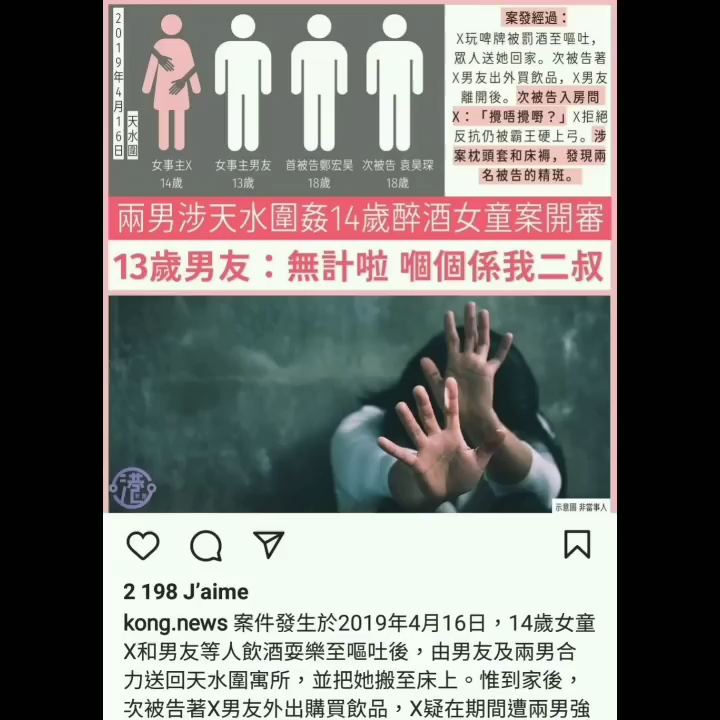 2019年4月16日
天水圍
女事主X
14歲
女事主男友
13歲
首被告鄭宏昊
18歲
次被告 袁昊琛
18歲
案發經過：
X玩啤牌被罰酒至嘔吐，
眾人送她回家。次被告著
X男友出外買飲品，X男友
離開後。次被告入房問
X：「攪唔攪嘢？」X拒絕
反抗仍被霸王硬上弓。涉
案枕頭套和床褥，發現兩
名被告的精斑。
兩男涉天水圍姦14歲醉酒女童案開審
13歲男友：無計啦 嗰個係我二叔
港
示意圖 非當事人
2 198 J’aime
kong.news 案件發生於2019年4月16日，14歲女童
X和男友等人飲酒耍樂至嘔吐後，由男友及兩男合
力送回天水圍寓所，並把她搬至床上。惟到家後，
次被告著X男友外出購買飲品，X疑在期間遭兩男強